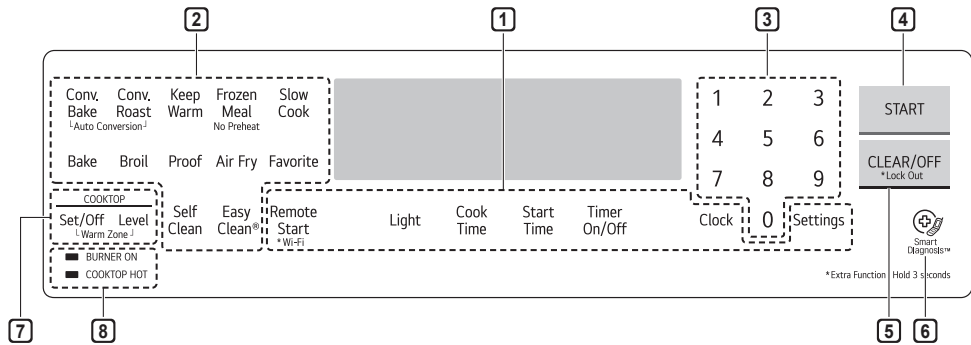 2 1 3 4
Conv. Conv. Keep Frozen Slow
Bake Roast Warm Meal Cook
└Auto Conversion┘ No Preheat
1 2 3
START
4 5 6
Bake Broil Proof Air Fry Favorite
CLEAR/OFF
*Lock Out
7 8 9
COOKTOP
Set/Off Level
└Warm Zone┘
Self Easy
Clean Clean®
Remote
Start
*Wi-Fi
Light
Cook
Time
Start
Time
Timer
On/Off
Clock 0 Settings
BURNER ON
COOKTOP HOT
Smart
Diagnosis™
*Extra Function : Hold 3 seconds
7 8 5 6